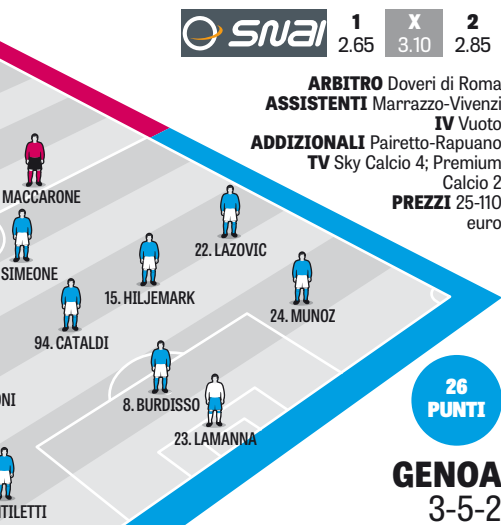 SNAI
1 X 2
2.65 3.10 2.85
ARBITRO Doveri di Roma
ASSISTENTI Marrazzo-Vivenzi
IV Vuoto
ADDIZIONALI Pairetto-Rapuano
TV Sky Calcio 4; Premium
Calcio 2
PREZZI 25-110
euro
MACCARONE
SIMEONE
22. LAZOVIC
15. HILJEMARK
24. MUNOZ
94. CATALDI
NI
8. BURDISSO
23. LAMANNA
TILETTI
26
PUNTI
GENOA
3-5-2